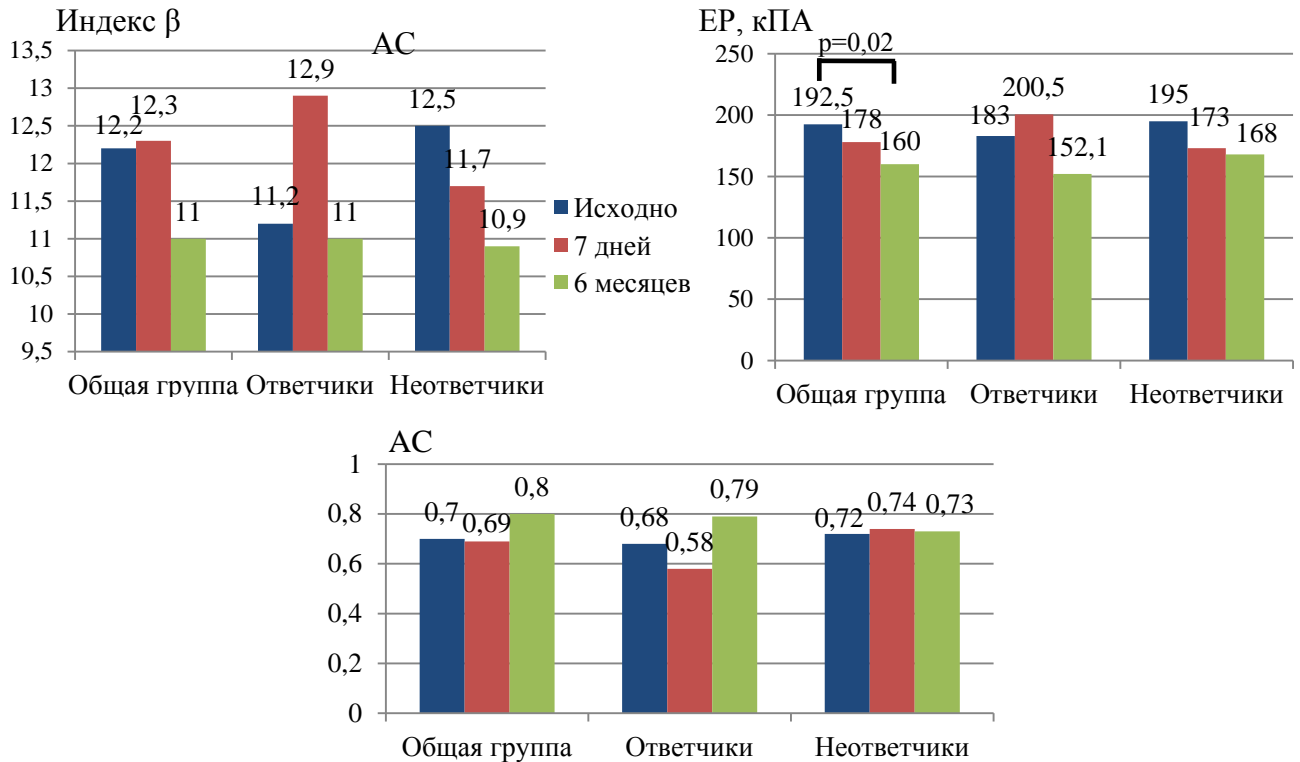 Индекс β
АС
13,5
13
12,5
12
11,5
11
10,5
10
9,5
12,2
12,3
11
11,2
12,9
11
12,5
11,7
10,9
Общая группа
Ответчики
Неответчики
Исходно
7 дней
6 месяцев
ЕР, кПА
p=0,02
250
200
150
100
50
0
192,5
178
160
183
200,5
152,1
195
173
168
Общая группа
Ответчики
Неответчики
АС
1
0,8
0,6
0,4
0,2
0
0,7
0,69
0,8
0,68
0,58
0,79
0,72
0,74
0,73
Общая группа
Ответчики
Неответчики